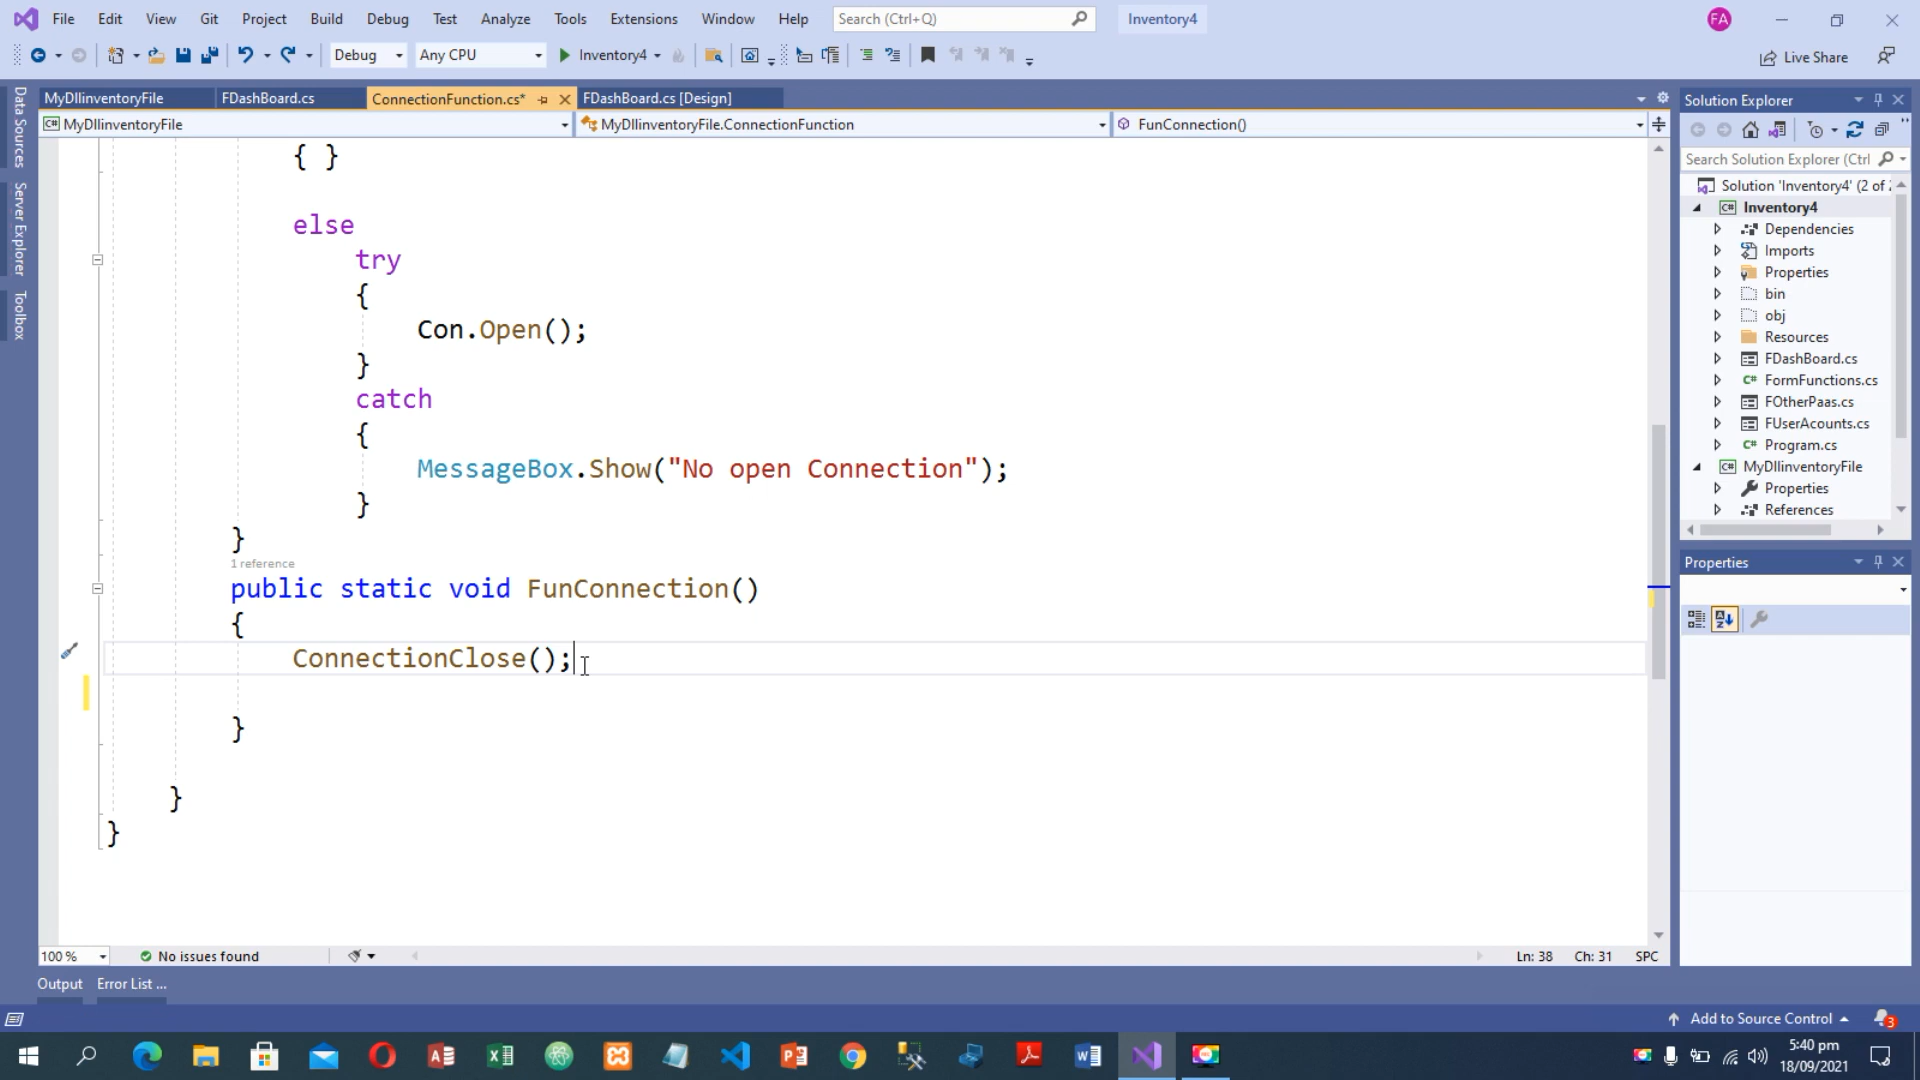 File Edit View Git Project Build Debug Test Analyze Tools Extensions Window Help Search (Ctrl+Q) Inventory4 FA
Debug Any CPU Inventory4 Live Share
MyDllinventoryFile FDashBoard.cs ConnectionFunction.cs* FDashBoard.cs [Design]
MyDllinventoryFile MyDllinventoryFile.ConnectionFunction FunConnection()
Data Sources
Server Explorer
Toolbox
{ }
else
try
{
Con.Open();
}
catch
{
MessageBox.Show("No open Connection");
}
}
1 reference
public static void FunConnection()
{
ConnectionClose();
}
}
}
100 % No issues found Ln: 38 Ch: 31 SPC
Output Error List ...
Solution Explorer
Search Solution Explorer (Ctrl
Solution 'Inventory4' (2 of
Inventory4
Dependencies
Imports
Properties
bin
obj
Resources
FDashBoard.cs
FormFunctions.cs
FOtherPaas.cs
FUserAcounts.cs
Program.cs
MyDllinventoryFile
Properties
References
Properties
Add to Source Control 3
5:40 pm
18/09/2021